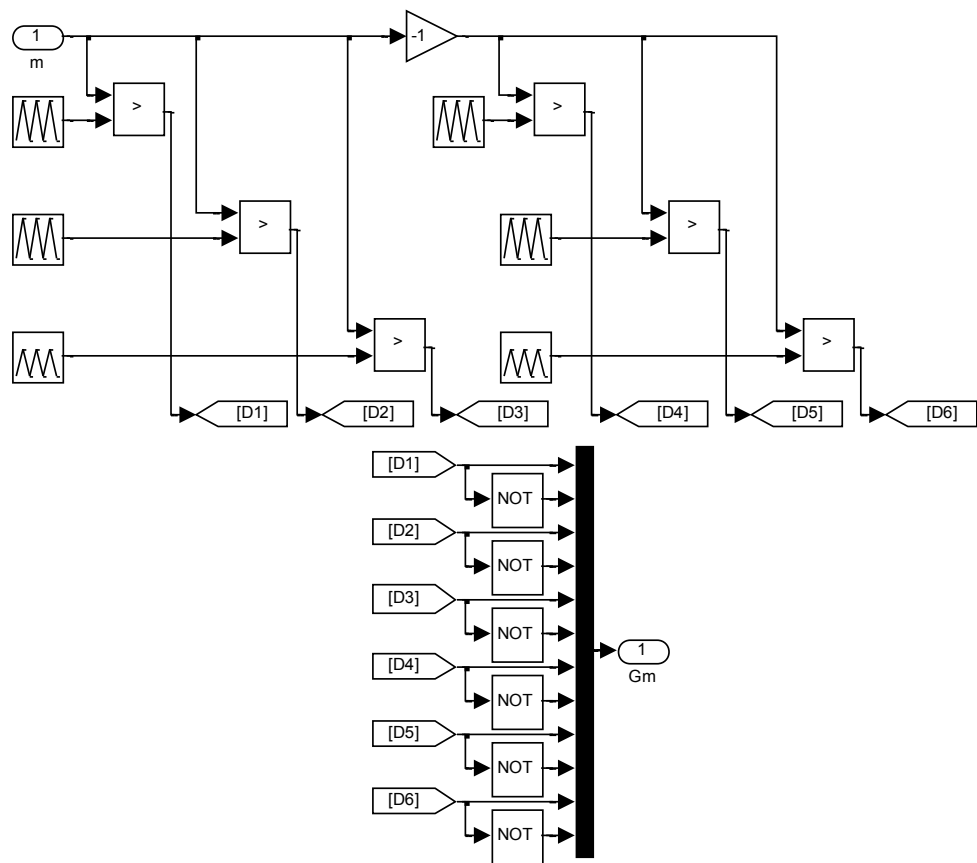 1
m
-1
>
>
>
>
>
>
[D1]
[D2]
[D3]
[D4]
[D5]
[D6]
[D1]
NOT
[D2]
NOT
[D3]
NOT
[D4]
NOT
[D5]
NOT
[D6]
NOT
1
Gm